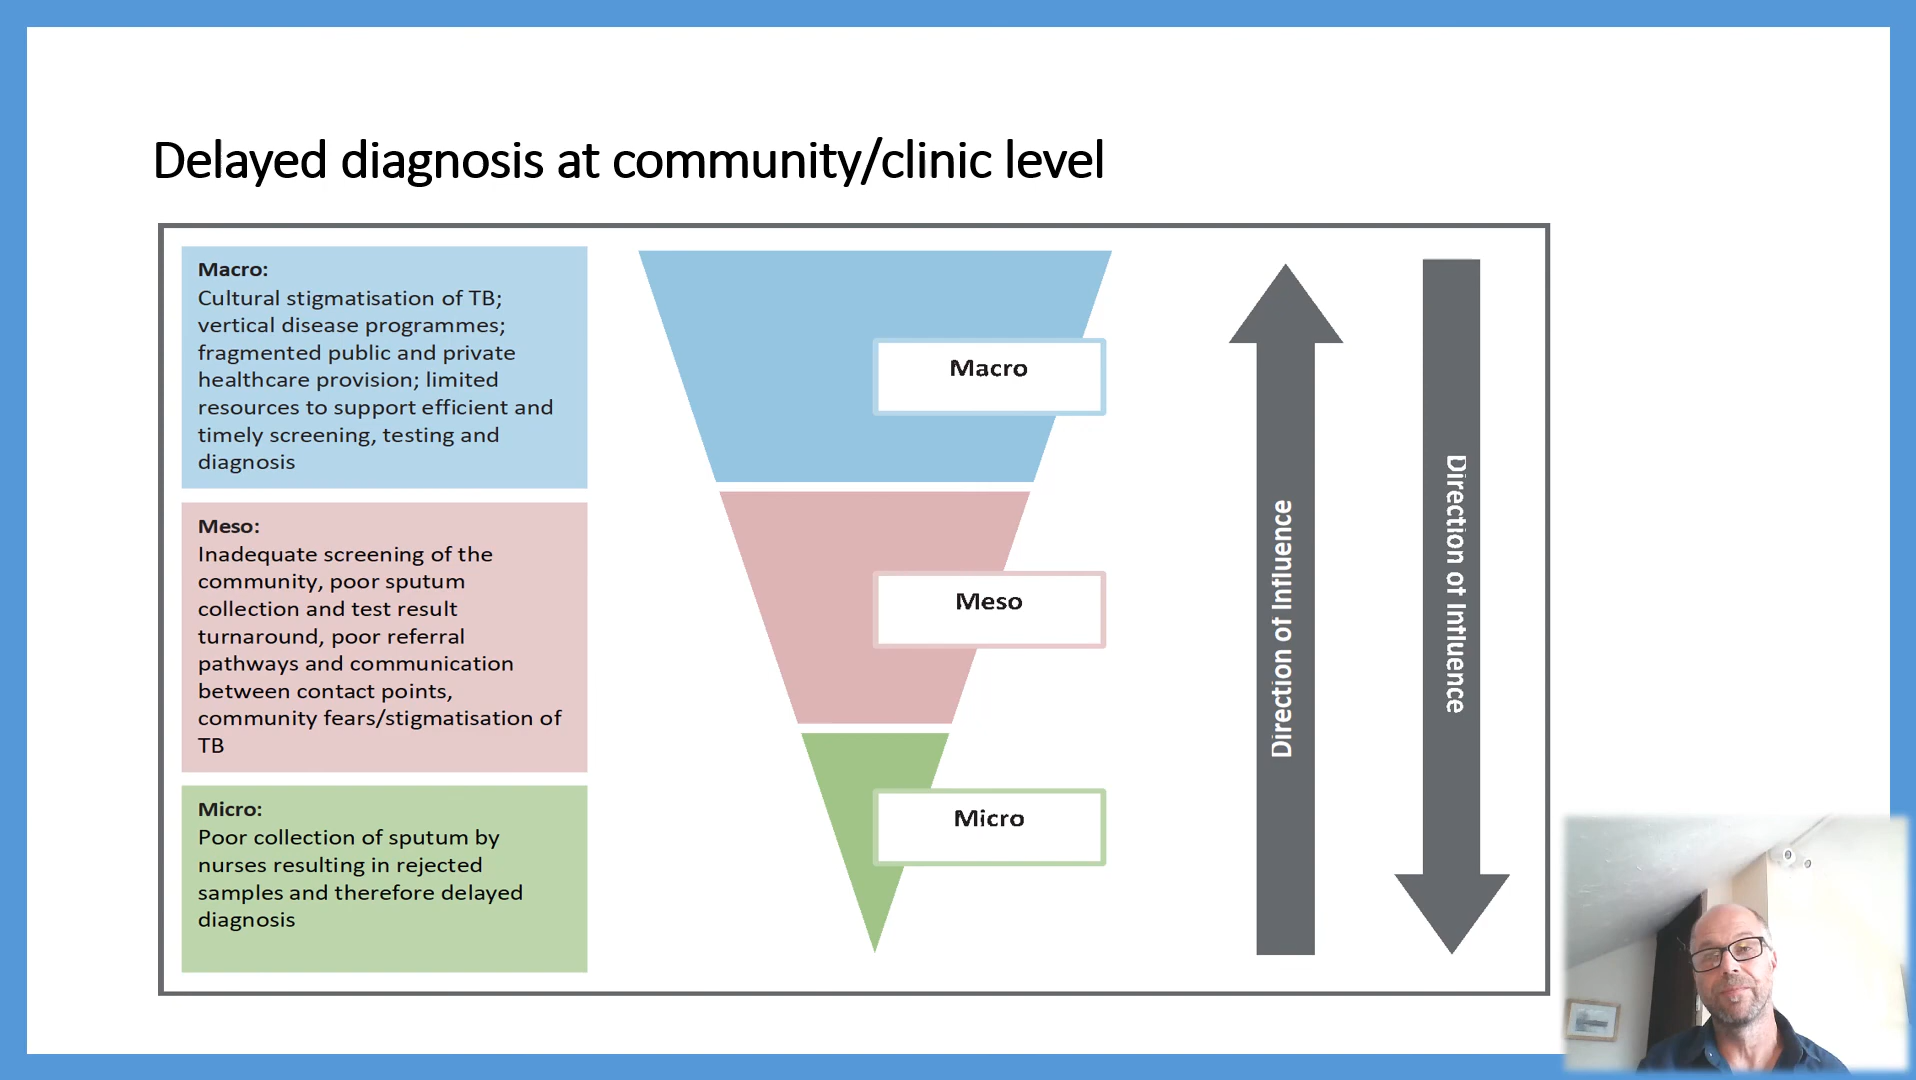 Delayed diagnosis at community/clinic level
Macro:
Cultural stigmatisation of TB;
vertical disease programmes;
fragmented public and private
healthcare provision; limited
resources to support efficient and
timely screening, testing and
diagnosis
Meso:
Inadequate screening of the
community, poor sputum
collection and test result
turnaround, poor referral
pathways and communication
between contact points,
community fears/stigmatisation of
TB
Micro:
Poor collection of sputum by
nurses resulting in rejected
samples and therefore delayed
diagnosis
Macro
Meso
Micro
Direction of Influence
Direction of Influence